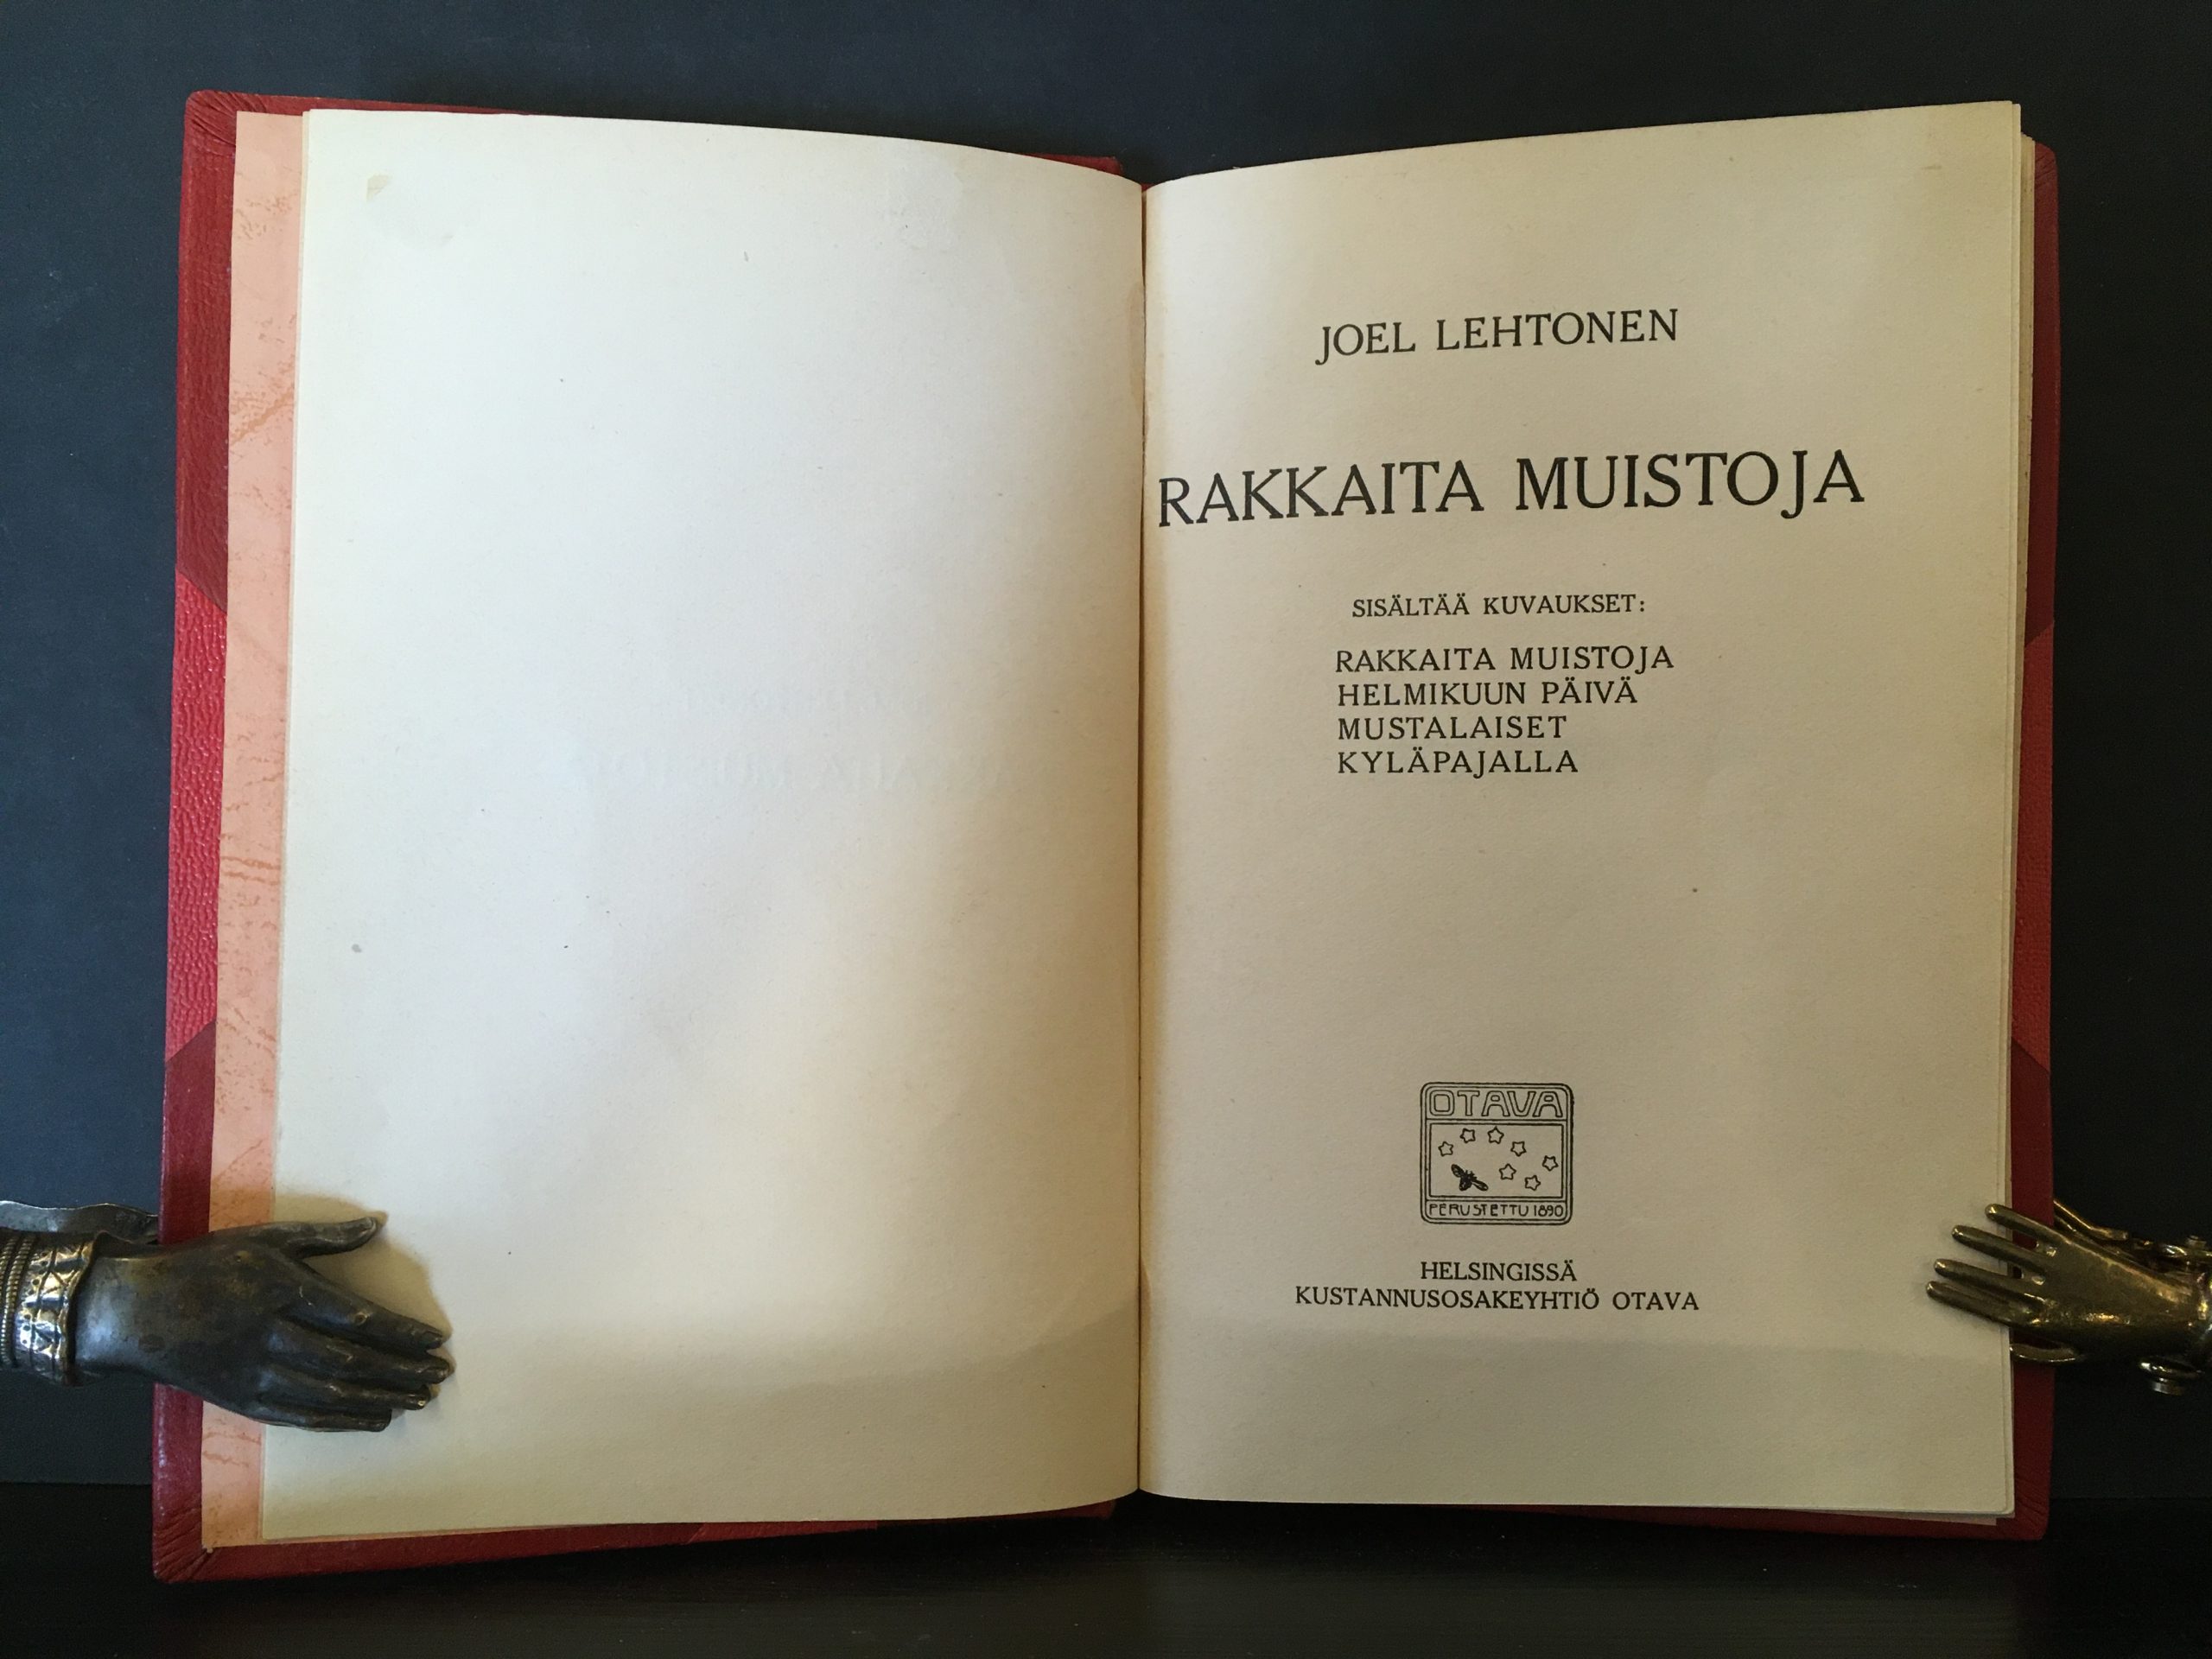 JOEL LEHTONEN
RAKKAITA MUISTOJA
SISÄLTÄÄ KUVAUKSET:
RAKKAITA MUISTOJA
HELMIKUUN PÄIVÄ
MUSTALAISET
KYLÄPAJALLA
OTAVA
PERUSTETTU 1890
HELSINGISSÄ
KUSTANNUSOSAKEYHTIÖ OTAVA